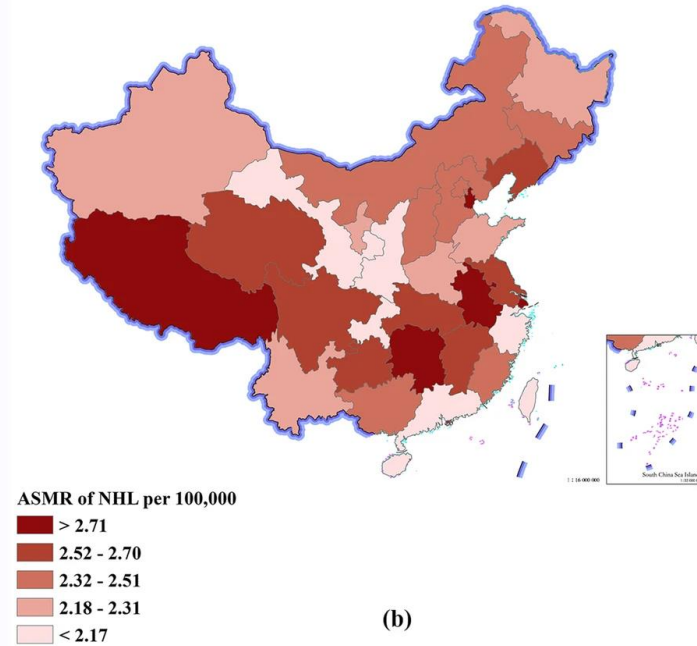 South China Sea Islan
ASMR of NHL per 100,000
> 2.71
2.52 - 2.70
2.32 - 2.51
2.18 - 2.31
< 2.17
(b)